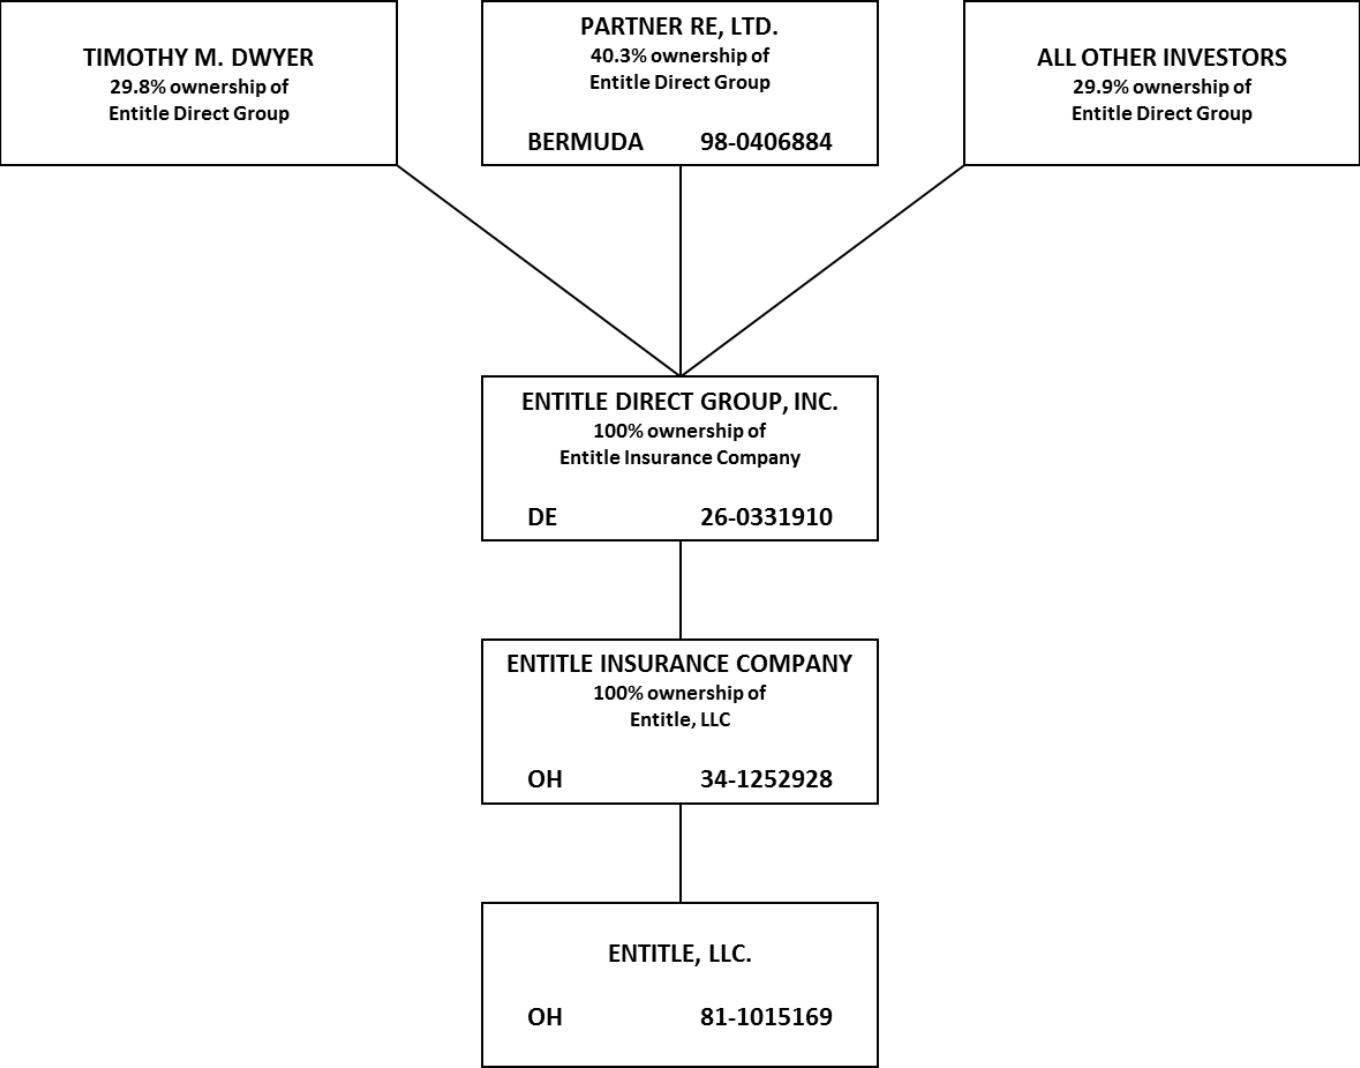 TIMOTHY M. DWYER
29.8% ownership of
Entitle Direct Group
PARTNER RE, LTD.
40.3% ownership of
Entitle Direct Group
BERMUDA 98-0406884
ALL OTHER INVESTORS
29.9% ownership of
Entitle Direct Group
ENTITLE DIRECT GROUP, INC.
100% ownership of
Entitle Insurance Company
DE 26-0331910
ENTITLE INSURANCE COMPANY
100% ownership of
Entitle, LLC
OH 34-1252928
ENTITLE, LLC.
OH 81-1015169